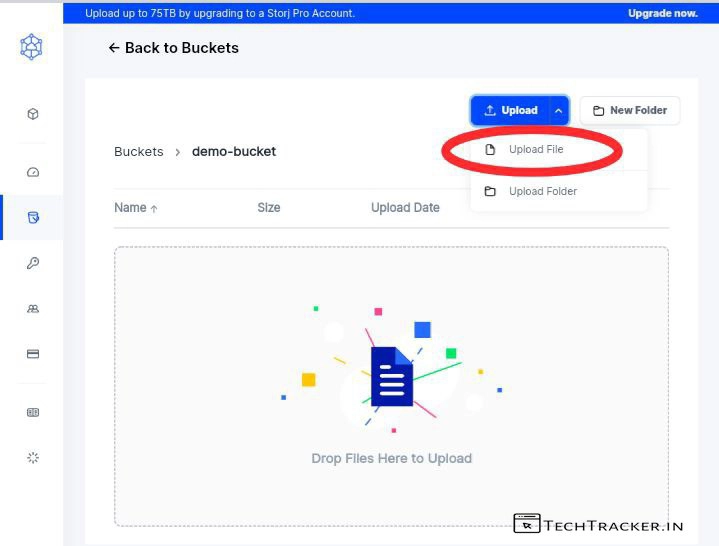 Upload up to 75TB by upgrading to a Storj Pro Account. Upgrade now.
← Back to Buckets
Upload New Folder
Upload File
Buckets > demo-bucket
Upload Folder
Name ↑ Size Upload Date
Drop Files Here to Upload
TECHTRACKER.IN